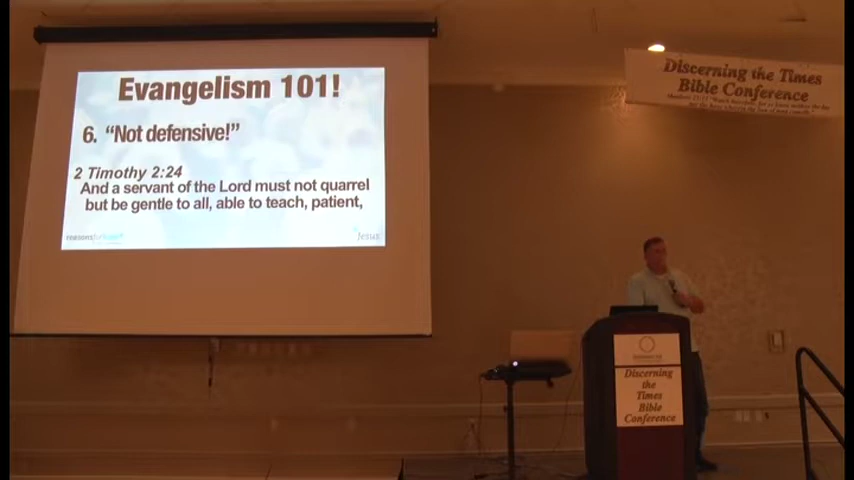 Evangelism 101!
6. "Not defensive!"
2 Timothy 2:24
And a servant of the Lord must not quarrel
but be gentle to all, able to teach, patient,
Jesus
Discerning the Times
Bible Conference
Discerning
the
Times
Bible
Conference